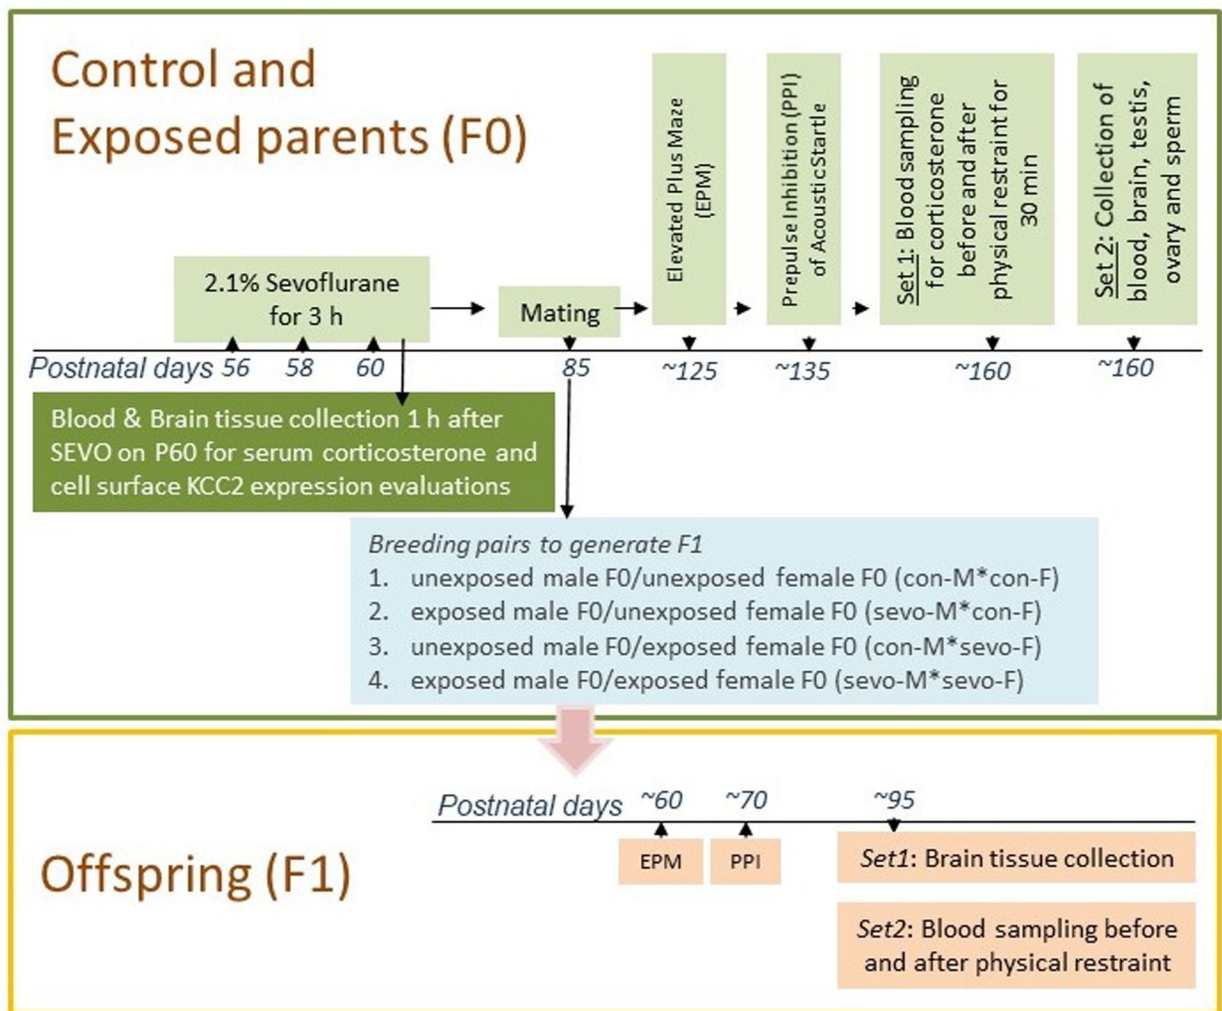 Control and
Exposed parents (F0)
2.1% Sevoflurane
for 3 h
Mating
Elevated Plus Maze
(EPM)
Prepulse Inhibition (PPI)
of AcousticStartle
Set 1: Blood sampling
for corticosterone
before and after
physical restraint for
30 min
Set 2: Collection of
blood, brain, testis,
ovary and sperm
Postnatal days 56 58 60 85 ~125 ~135 ~160 ~160
Blood & Brain tissue collection 1 h after
SEVO on P60 for serum corticosterone and
cell surface KCC2 expression evaluations
Breeding pairs to generate F1
1. unexposed male F0/unexposed female F0 (con-M*con-F)
2. exposed male F0/unexposed female F0 (sevo-M*con-F)
3. unexposed male F0/exposed female F0 (con-M*sevo-F)
4. exposed male F0/exposed female F0 (sevo-M*sevo-F)
Postnatal days ~60 ~70 ~95
Offspring (F1)
EPM
PPI
Set1: Brain tissue collection
Set2: Blood sampling before
and after physical restraint